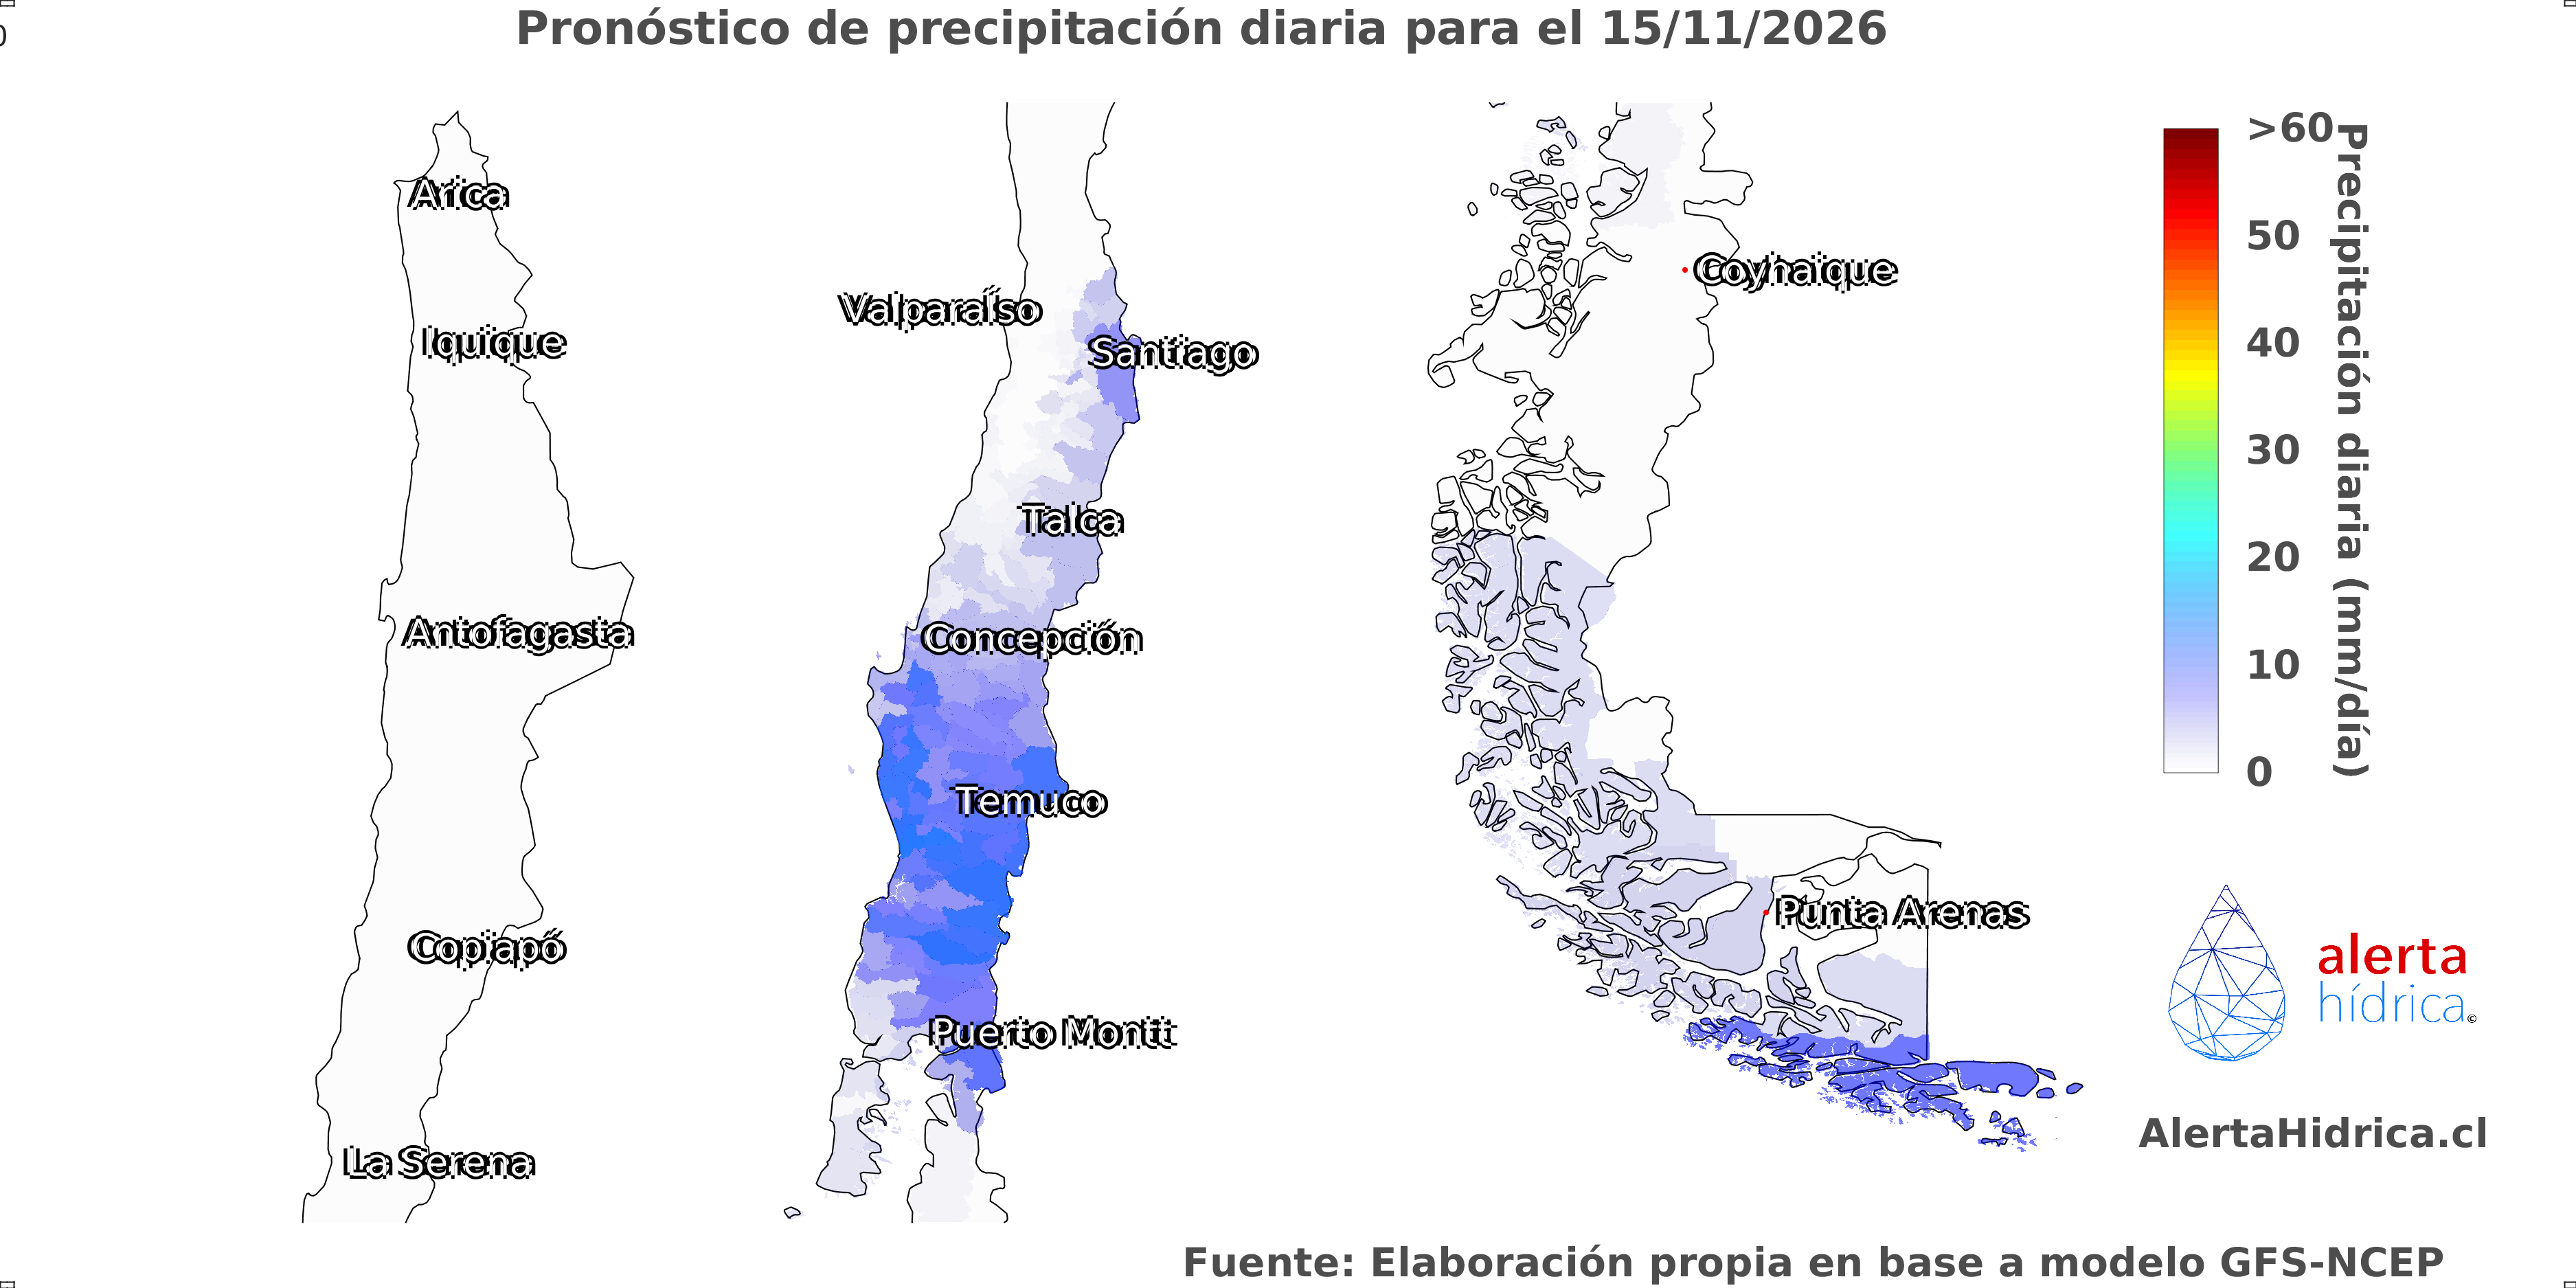 Pronóstico de precipitación diaria para el 15/11/2026
0
Arica
Iquique
Antofagasta
Copiapó
La Serena
Valparaíso
Santiago
Talca
Concepción
Temuco
Puerto Montt
Coyhaique
Punta Arenas
>60
50
40
30
20
10
0
Precipitación diaria (mm/día)
alerta
hídrica©
AlertaHidrica.cl
Fuente: Elaboración propia en base a modelo GFS-NCEP